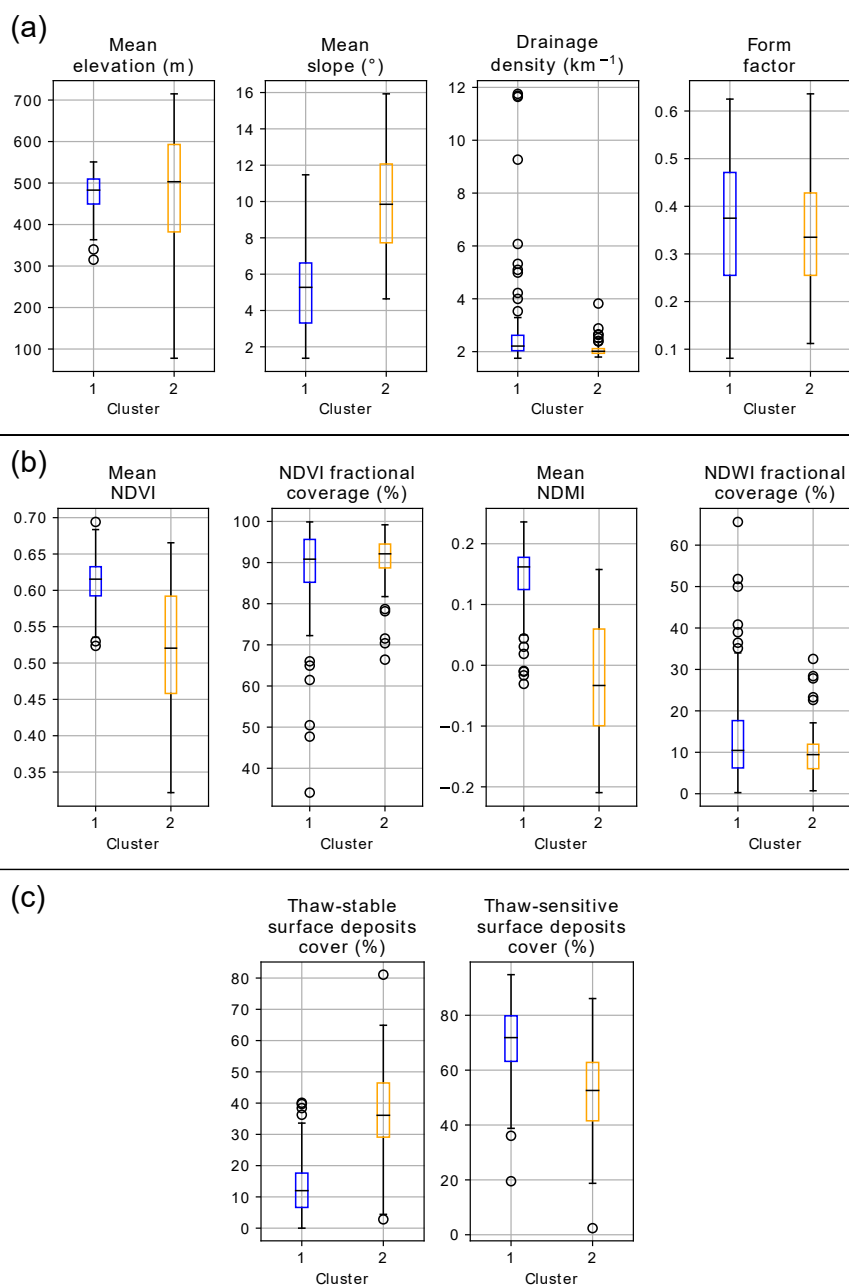 (a)
Mean
elevation (m)
Mean
slope (°)
Drainage
density (km⁻¹)
Form
factor
700
600
500
400
300
200
100
1
2
Cluster
16
14
12
10
8
6
4
2
1
2
Cluster
12
10
8
6
4
2
1
2
Cluster
0.6
0.5
0.4
0.3
0.2
0.1
1
2
Cluster
(b)
Mean
NDVI
NDVI fractional
coverage (%)
Mean
NDMI
NDWI fractional
coverage (%)
0.70
0.65
0.60
0.55
0.50
0.45
0.40
0.35
1
2
Cluster
100
90
80
70
60
50
40
1
2
Cluster
0.2
0.1
0.0
−0.1
−0.2
1
2
Cluster
60
50
40
30
20
10
0
1
2
Cluster
(c)
Thaw-stable
surface deposits
cover (%)
Thaw-sensitive
surface deposits
cover (%)
80
70
60
50
40
30
20
10
0
1
2
Cluster
80
60
40
20
0
1
2
Cluster